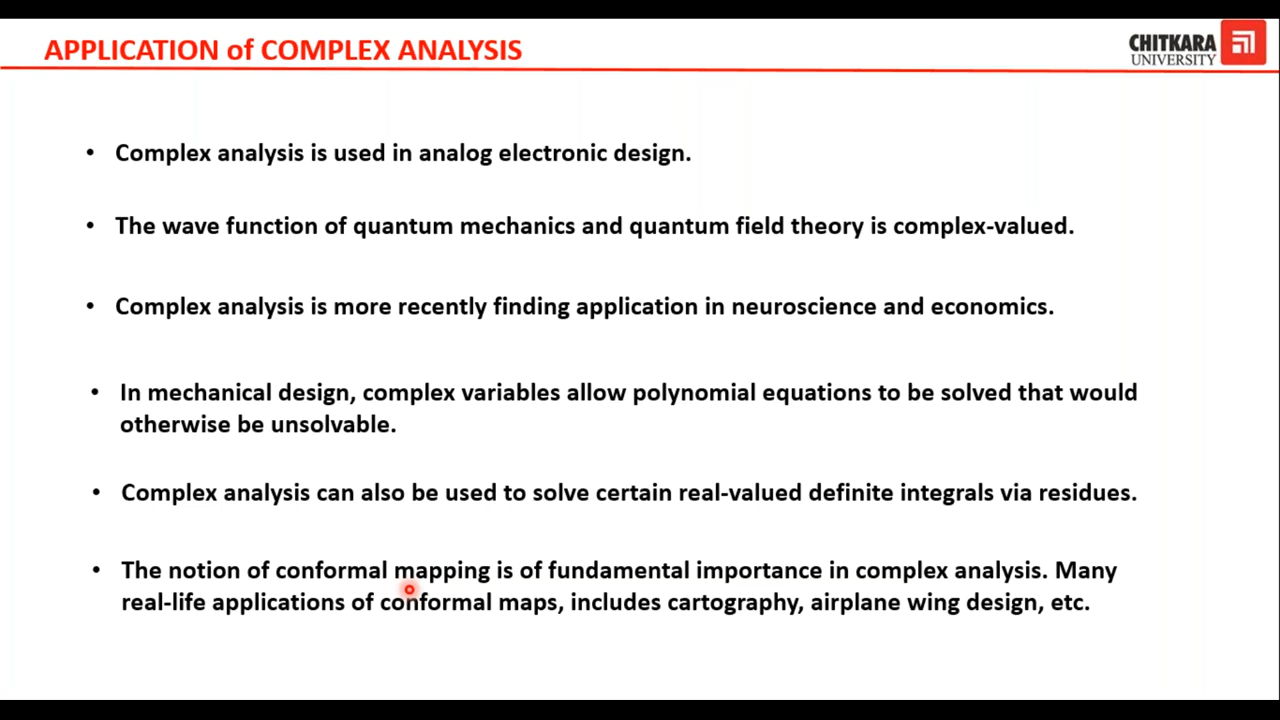 APPLICATION of COMPLEX ANALYSIS
CHITKARA
UNIVERSITY
• Complex analysis is used in analog electronic design.
• The wave function of quantum mechanics and quantum field theory is complex-valued.
• Complex analysis is more recently finding application in neuroscience and economics.
• In mechanical design, complex variables allow polynomial equations to be solved that would
otherwise be unsolvable.
• Complex analysis can also be used to solve certain real-valued definite integrals via residues.
• The notion of conformal mapping is of fundamental importance in complex analysis. Many
real-life applications of conformal maps, includes cartography, airplane wing design, etc.